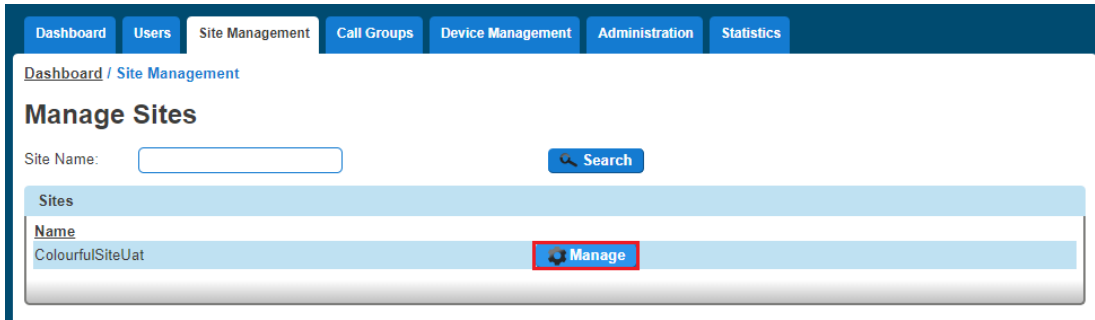 Dashboard Users Site Management Call Groups Device Management Administration Statistics
Dashboard / Site Management
Manage Sites
Site Name: Search
Sites
Name
ColourfulSiteUat Manage